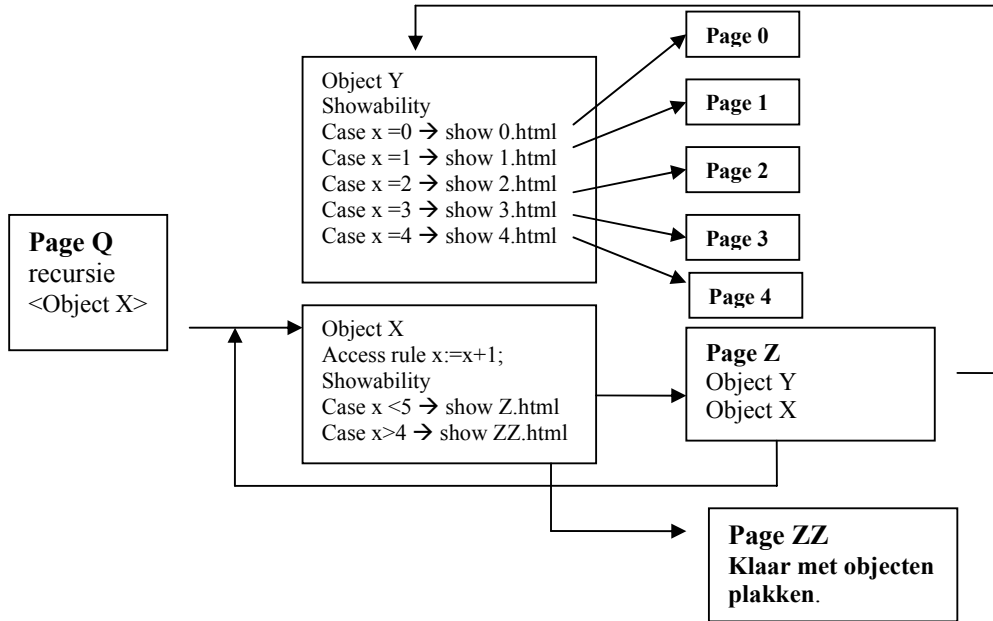 Page 0
Object Y
Showability
Case x =0 → show 0.html
Case x =1 → show 1.html
Case x =2 → show 2.html
Case x =3 → show 3.html
Case x =4 → show 4.html
Page 1
Page 2
Page 3
Page 4
Page Q
recursie
<Object X>
Object X
Access rule x:=x+1;
Showability
Case x <5 → show Z.html
Case x>4 → show ZZ.html
Page Z
Object Y
Object X
Page ZZ
Klaar met objecten
plakken.